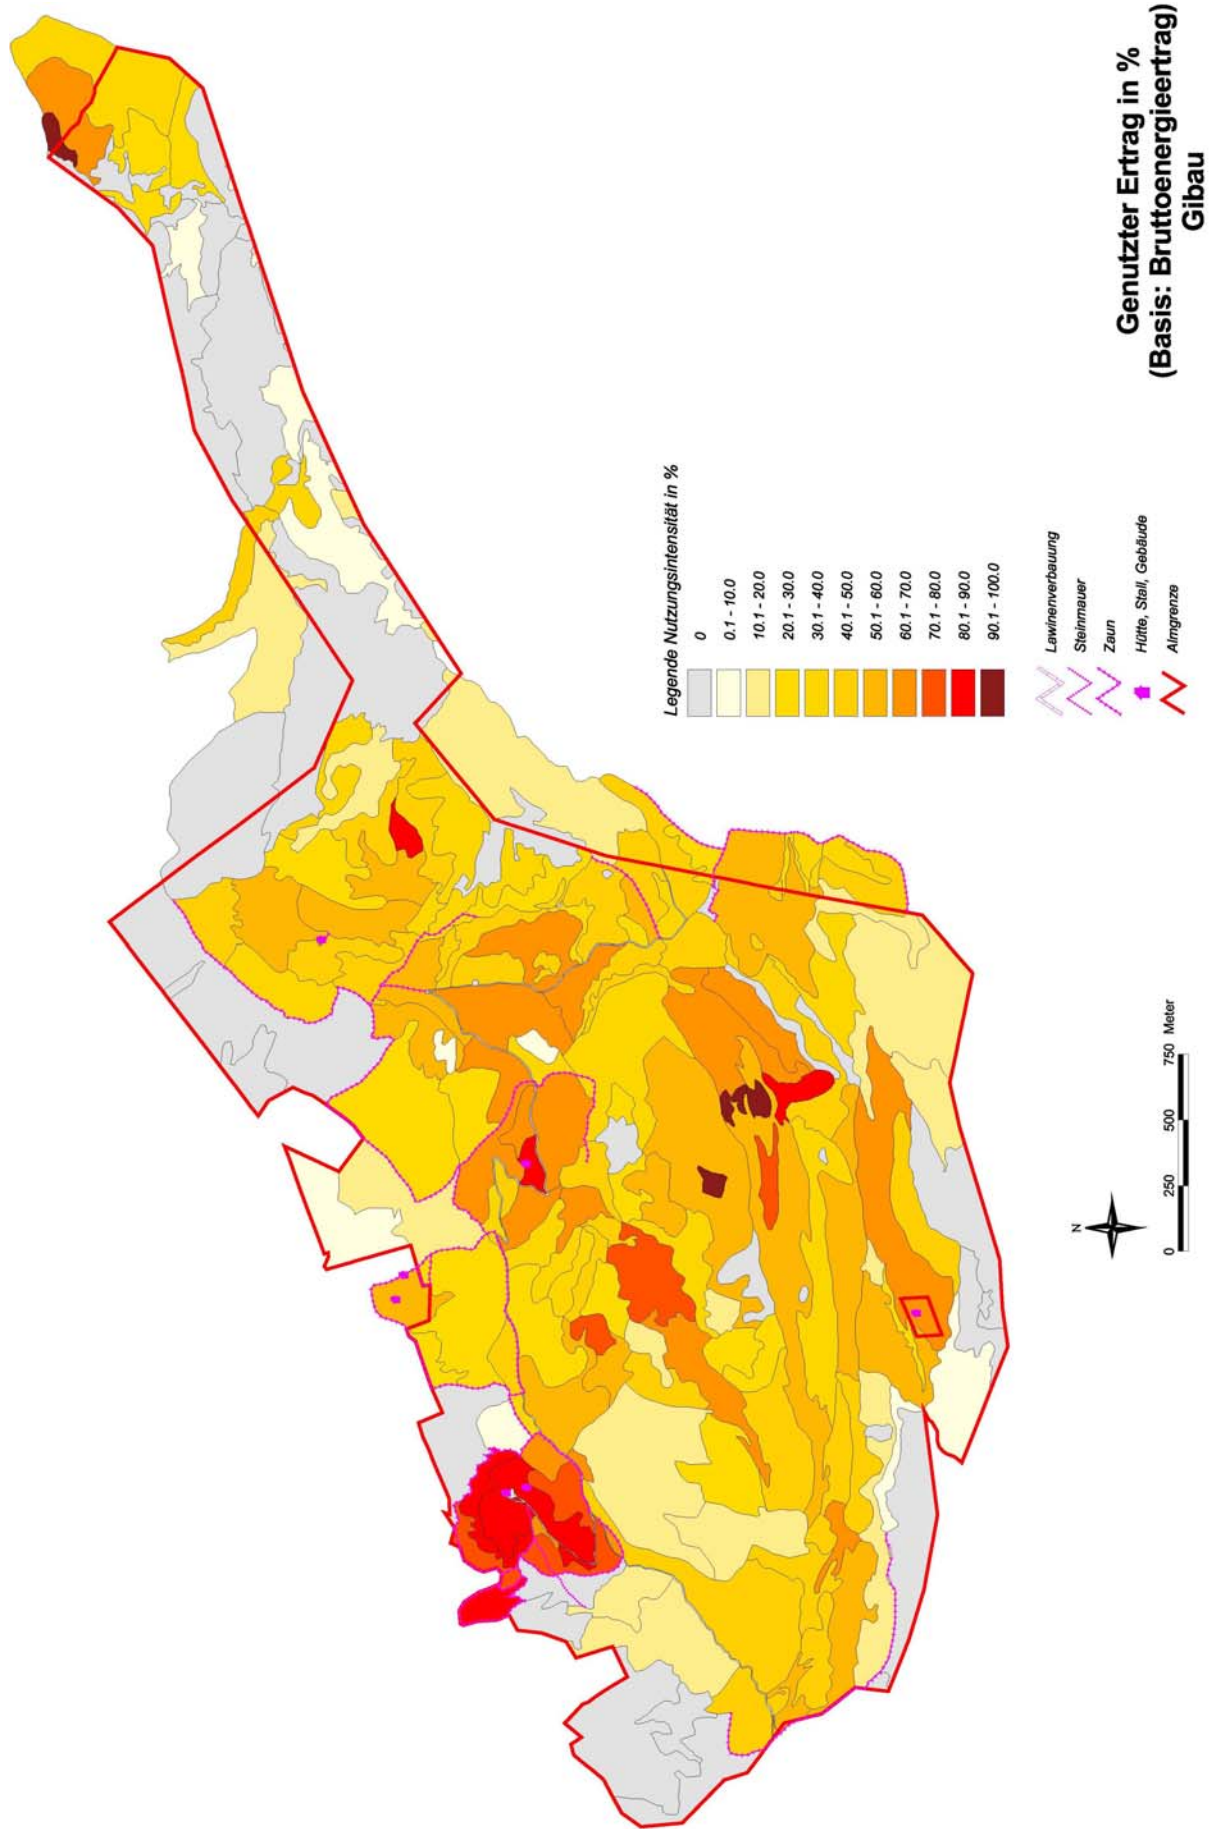 Genutzter Ertrag in %
(Basis: Bruttoenergieertrag)
Gibau
Legende Nutzungsintensität in %
0
0.1 - 10.0
10.1 - 20.0
20.1 - 30.0
30.1 - 40.0
40.1 - 50.0
50.1 - 60.0
60.1 - 70.0
70.1 - 80.0
80.1 - 90.0
90.1 - 100.0
Lawinenverbauung
Steinmauer
Zaun
Hütte, Stall, Gebäude
Almgrenze
N
0 250 500 750 Meter